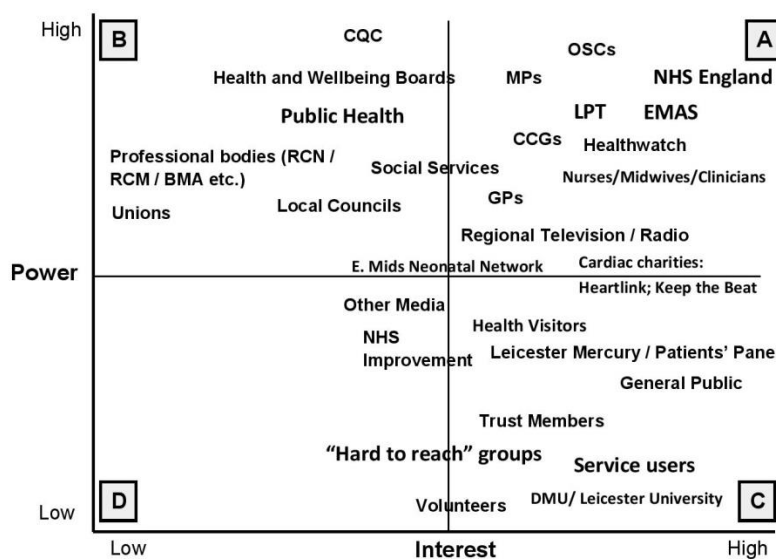 High
B
CQC
OSCs
A
Health and Wellbeing Boards
MPs
NHS England
Public Health
LPT
EMAS
CCGs
Healthwatch
Professional bodies (RCN /
RCM / BMA etc.)
Social Services
Nurses/Midwives/Clinicians
Unions
Local Councils
GPs
Regional Television / Radio
Power
E. Mids Neonatal Network
Cardiac charities:
Heartlink; Keep the Beat
Other Media
Health Visitors
NHS
Improvement
Leicester Mercury / Patients' Pane
General Public
Trust Members
“Hard to reach” groups
Service users
Low
D
Volunteers
DMU/ Leicester University
C
Low
Interest
High